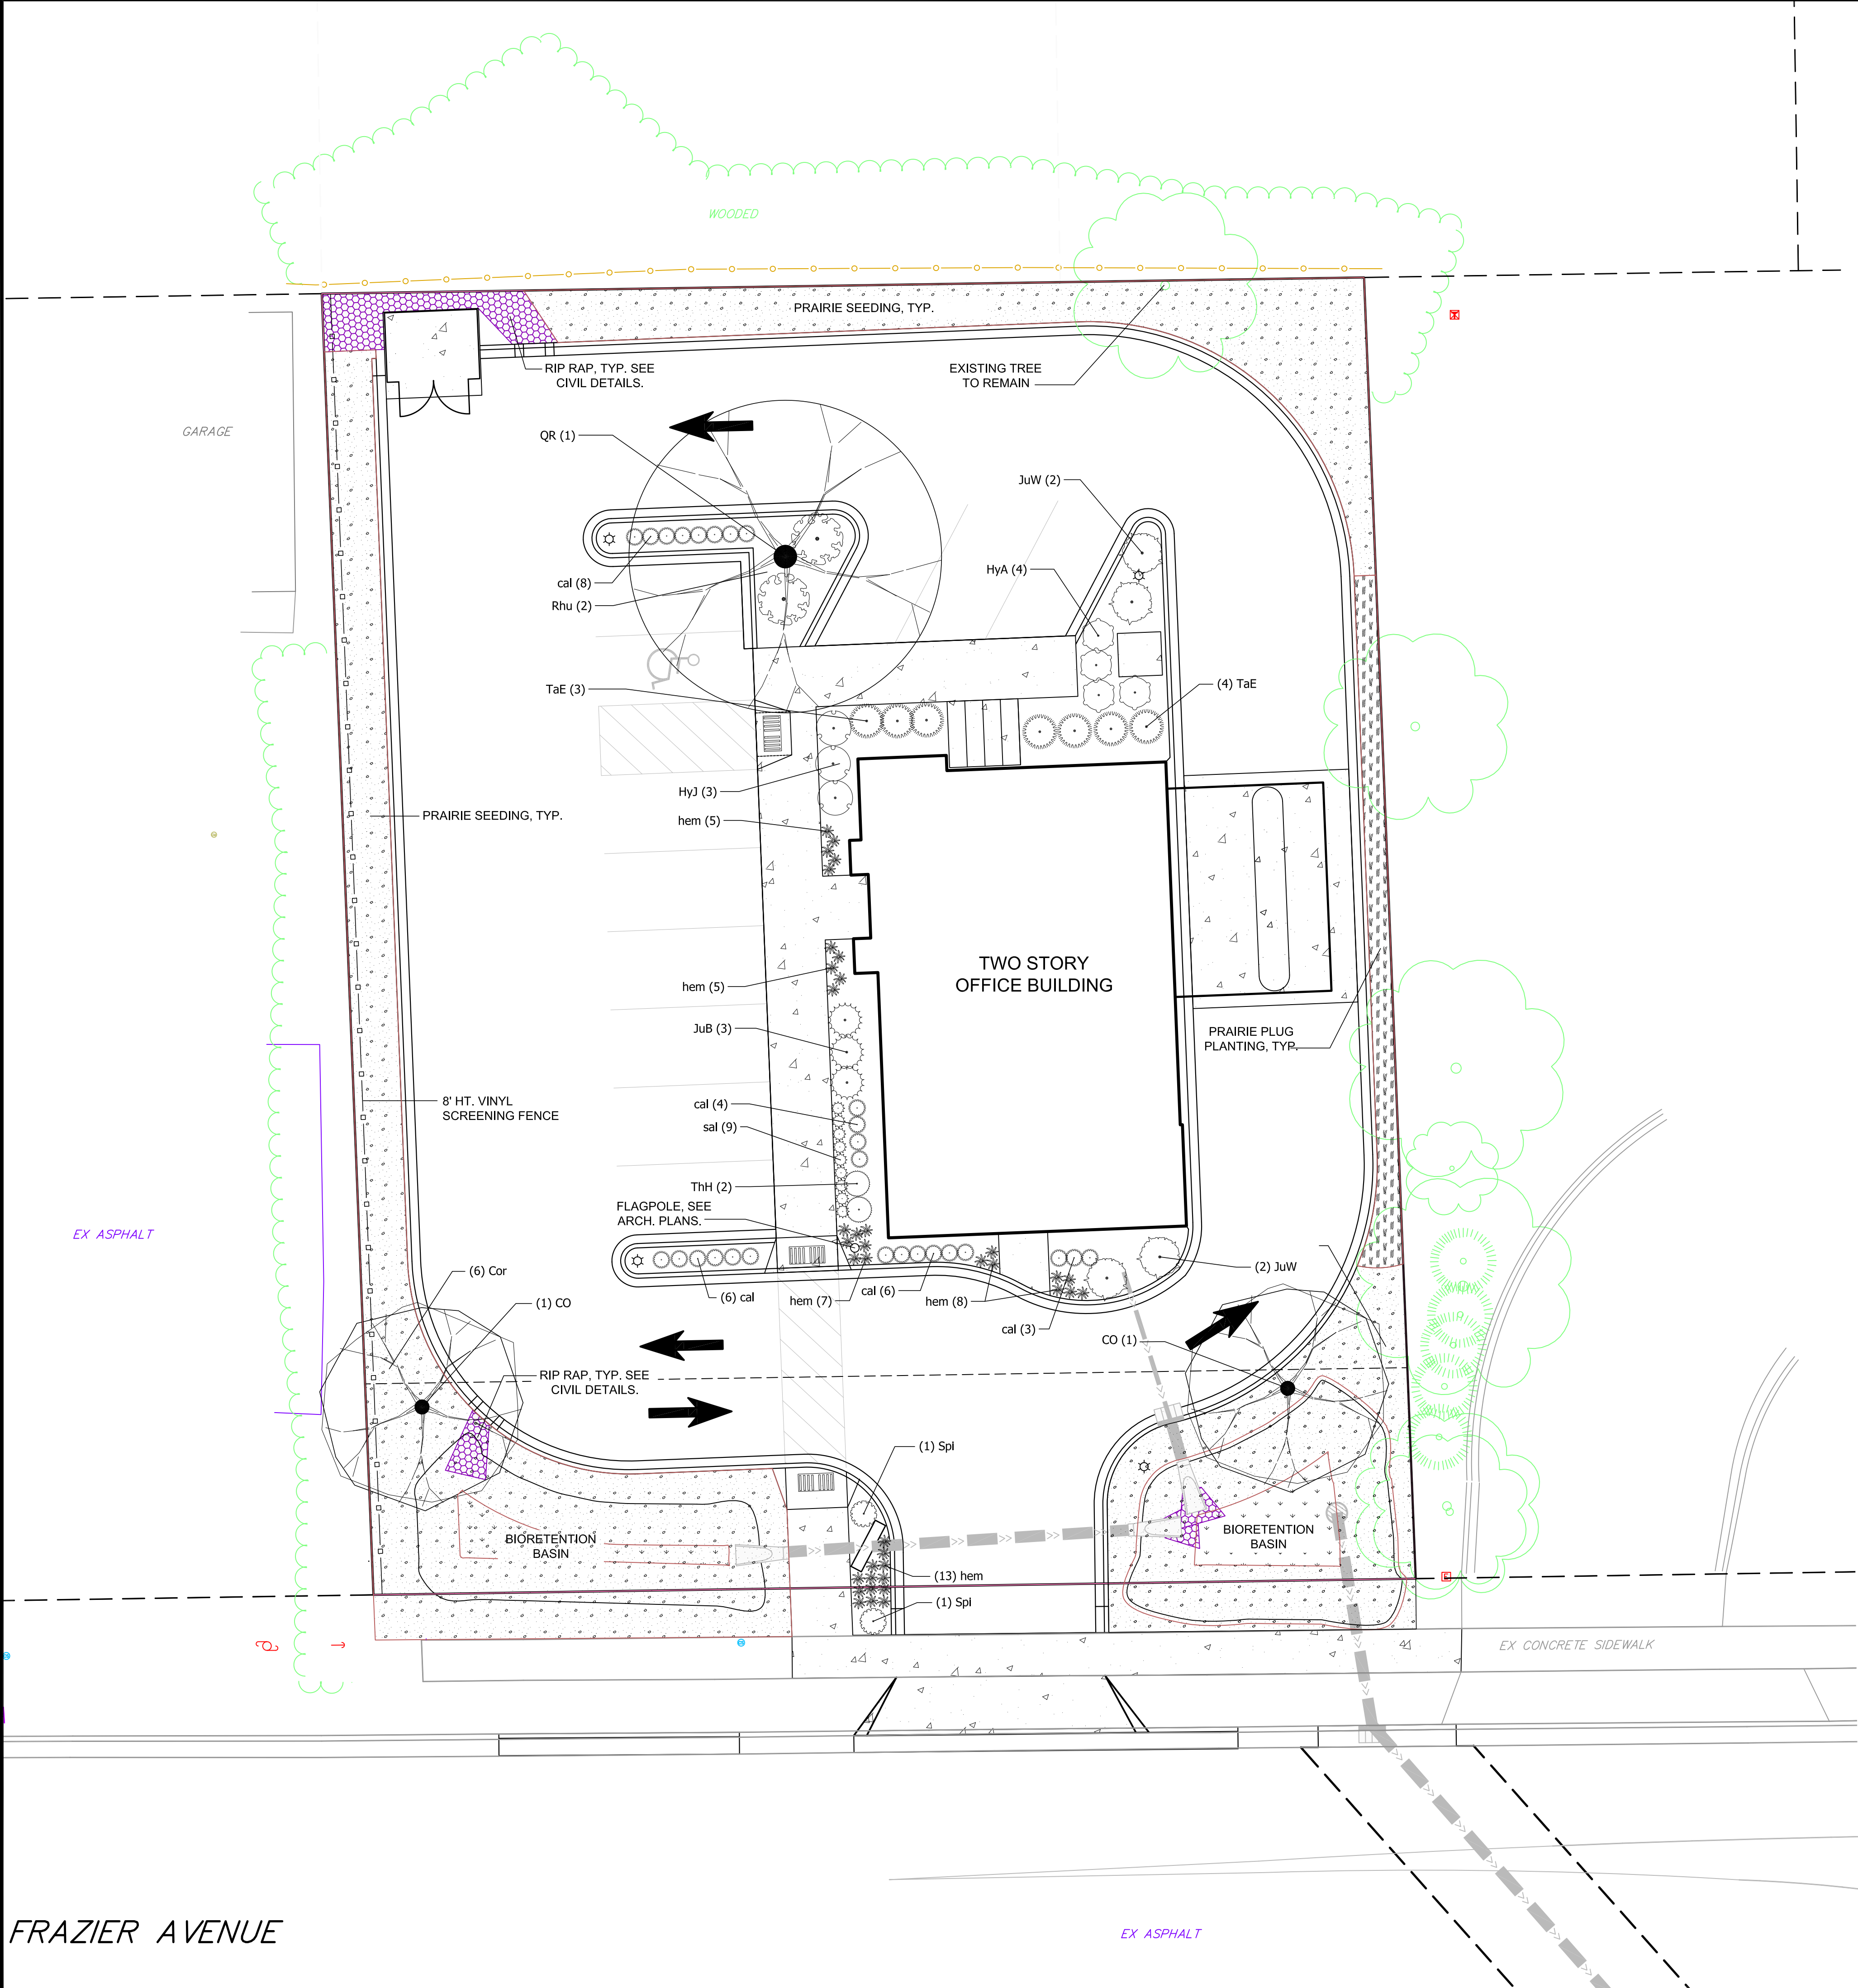 WOODED
PRAIRIE SEEDING, TYP.
RIP RAP, TYP. SEE
CIVIL DETAILS.
EXISTING TREE
TO REMAIN
GARAGE
QR (1)
JuW (2)
HyA (4)
cal (8)
Rhu (2)
TaE (3)
(4) TaE
HyJ (3)
PRAIRIE SEEDING, TYP.
hem (5)
TWO STORY
OFFICE BUILDING
hem (5)
JuB (3)
PRAIRIE PLUG
PLANTING, TYP.
8' HT. VINYL
SCREENING FENCE
cal (4)
sal (9)
ThH (2)
FLAGPOLE, SEE
ARCH. PLANS.
EX ASPHALT
(6) Cor
(2) JuW
(6) cal
hem (7)
cal (6)
hem (8)
(1) CO
cal (3)
CO (1)
RIP RAP, TYP. SEE
CIVIL DETAILS.
(1) Spi
BIORETENTION
BASIN
BIORETENTION
BASIN
(13) hem
(1) Spi
EX CONCRETE SIDEWALK
FRAZIER AVENUE
EX ASPHALT